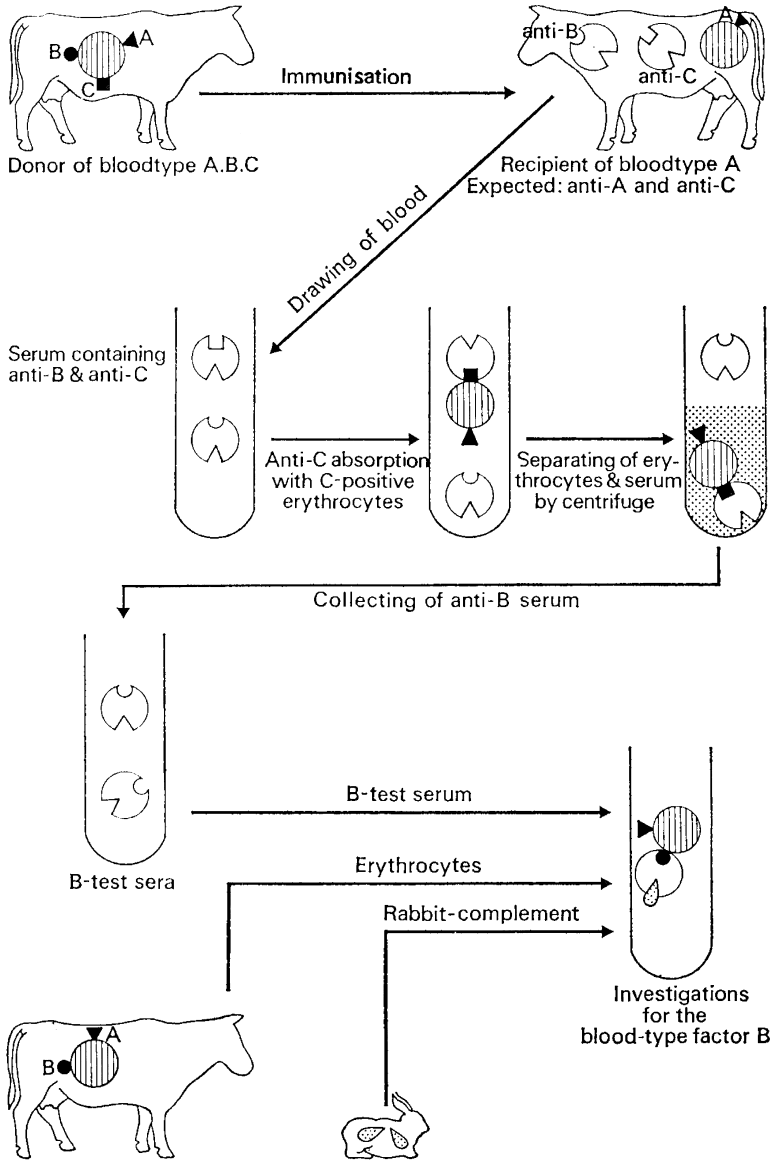 B
A
C
Donor of bloodtype A.B.C
Immunisation
anti-B
anti-C
A
Recipient of bloodtype A
Expected: anti-A and anti-C
Drawing of blood
Serum containing
anti-B & anti-C
Anti-C absorption
with C-positive
erythrocytes
Separating of ery-
throcytes & serum
by centrifuge
Collecting of anti-B serum
B-test sera
B-test serum
Erythrocytes
Rabbit-complement
Investigations
for the
blood-type factor B
A
B